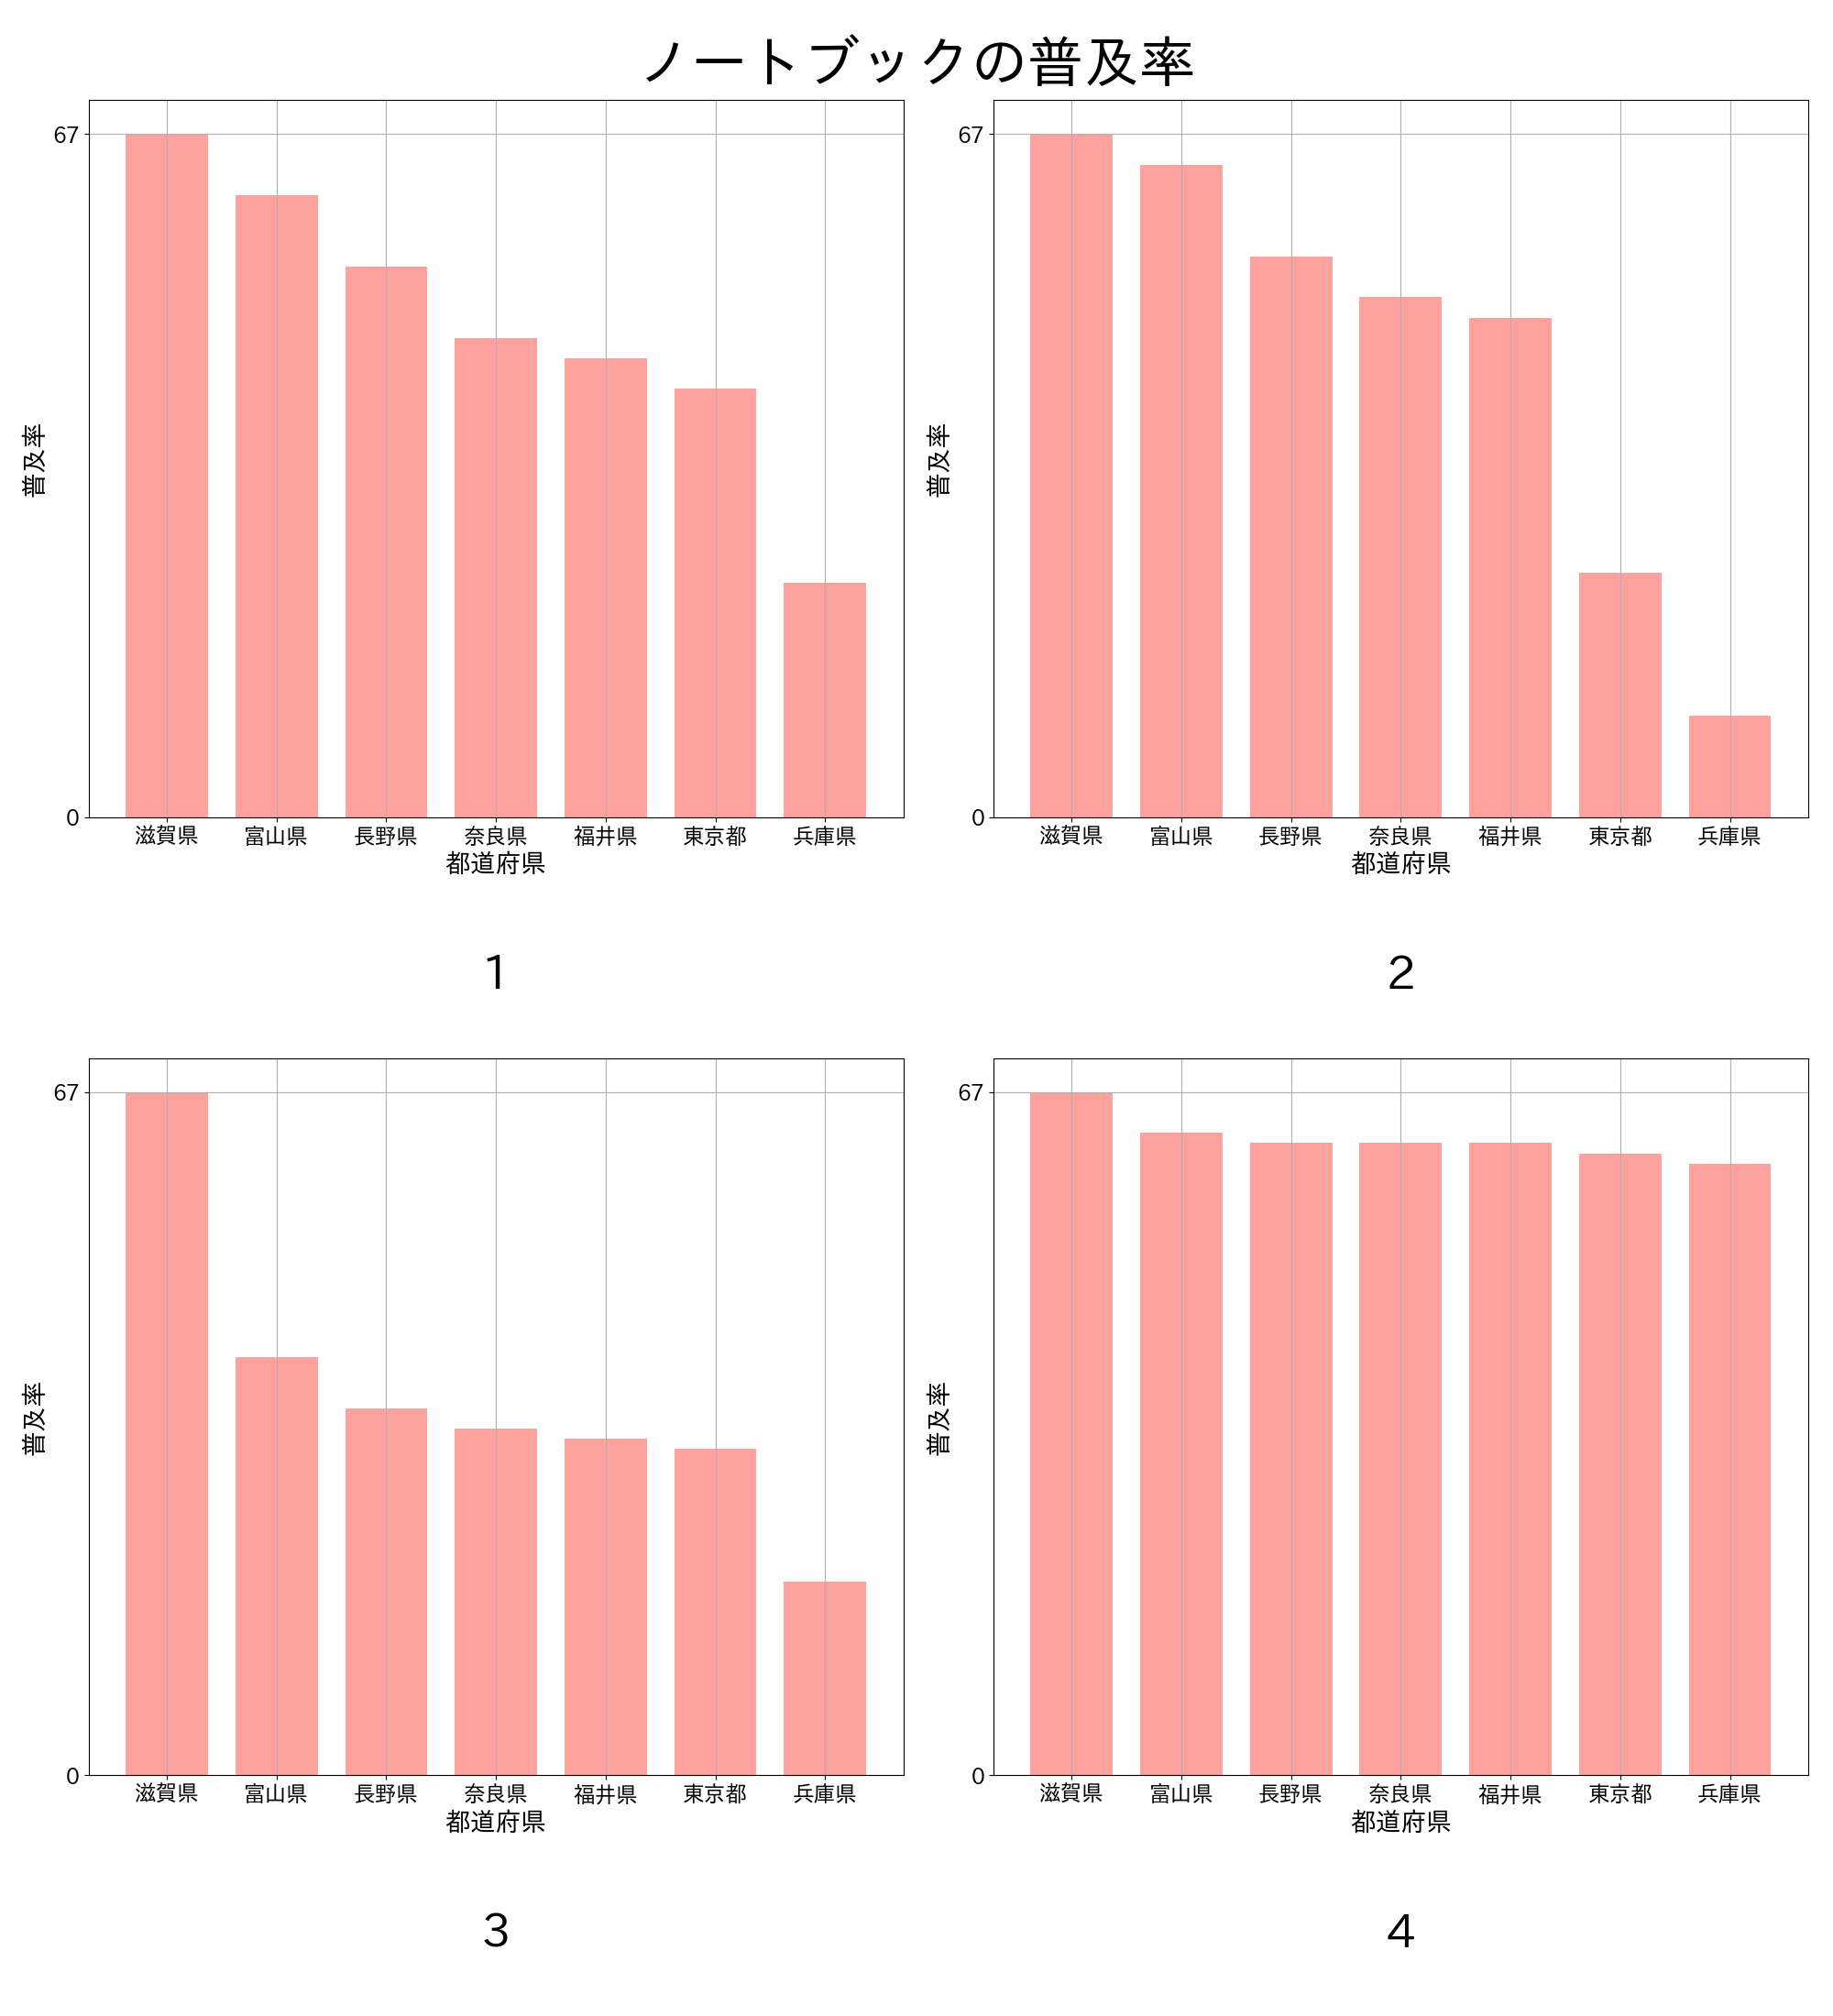 ノートブックの普及率
67
0
普及率
滋賀県 富山県 長野県 奈良県 福井県 東京都 兵庫県
都道府県
1
67
0
普及率
滋賀県 富山県 長野県 奈良県 福井県 東京都 兵庫県
都道府県
2
67
0
普及率
滋賀県 富山県 長野県 奈良県 福井県 東京都 兵庫県
都道府県
3
67
0
普及率
滋賀県 富山県 長野県 奈良県 福井県 東京都 兵庫県
都道府県
4